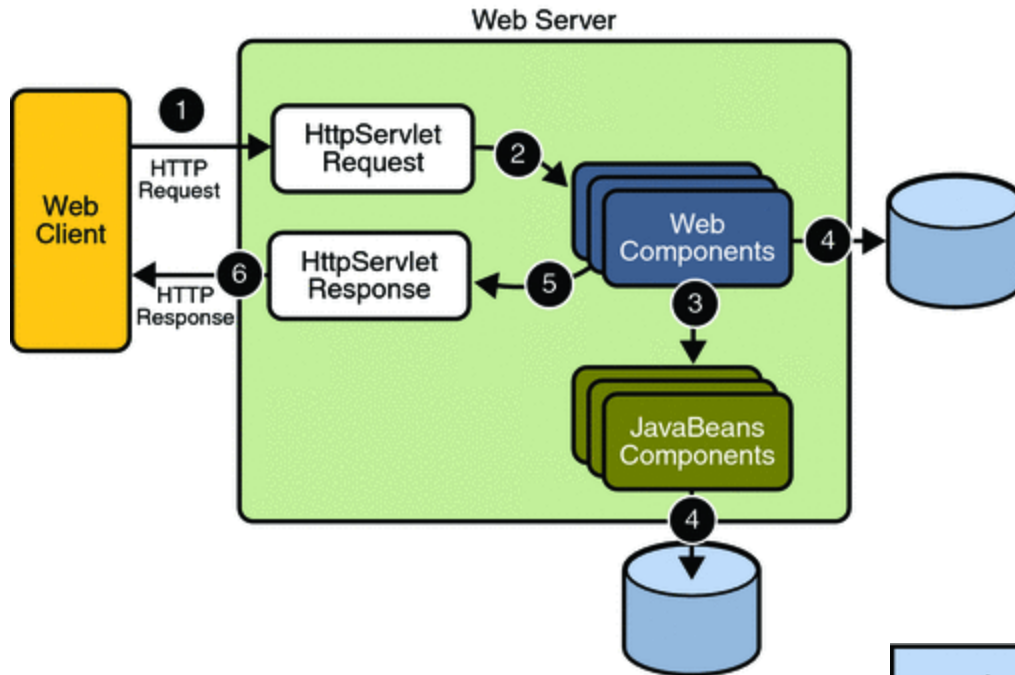 Web Server
1
HttpServlet
Request
2
HTTP
Request
Web
Client
Web
Components
4
HttpServlet
Response
5
6
HTTP
Response
3
JavaBeans
Components
4